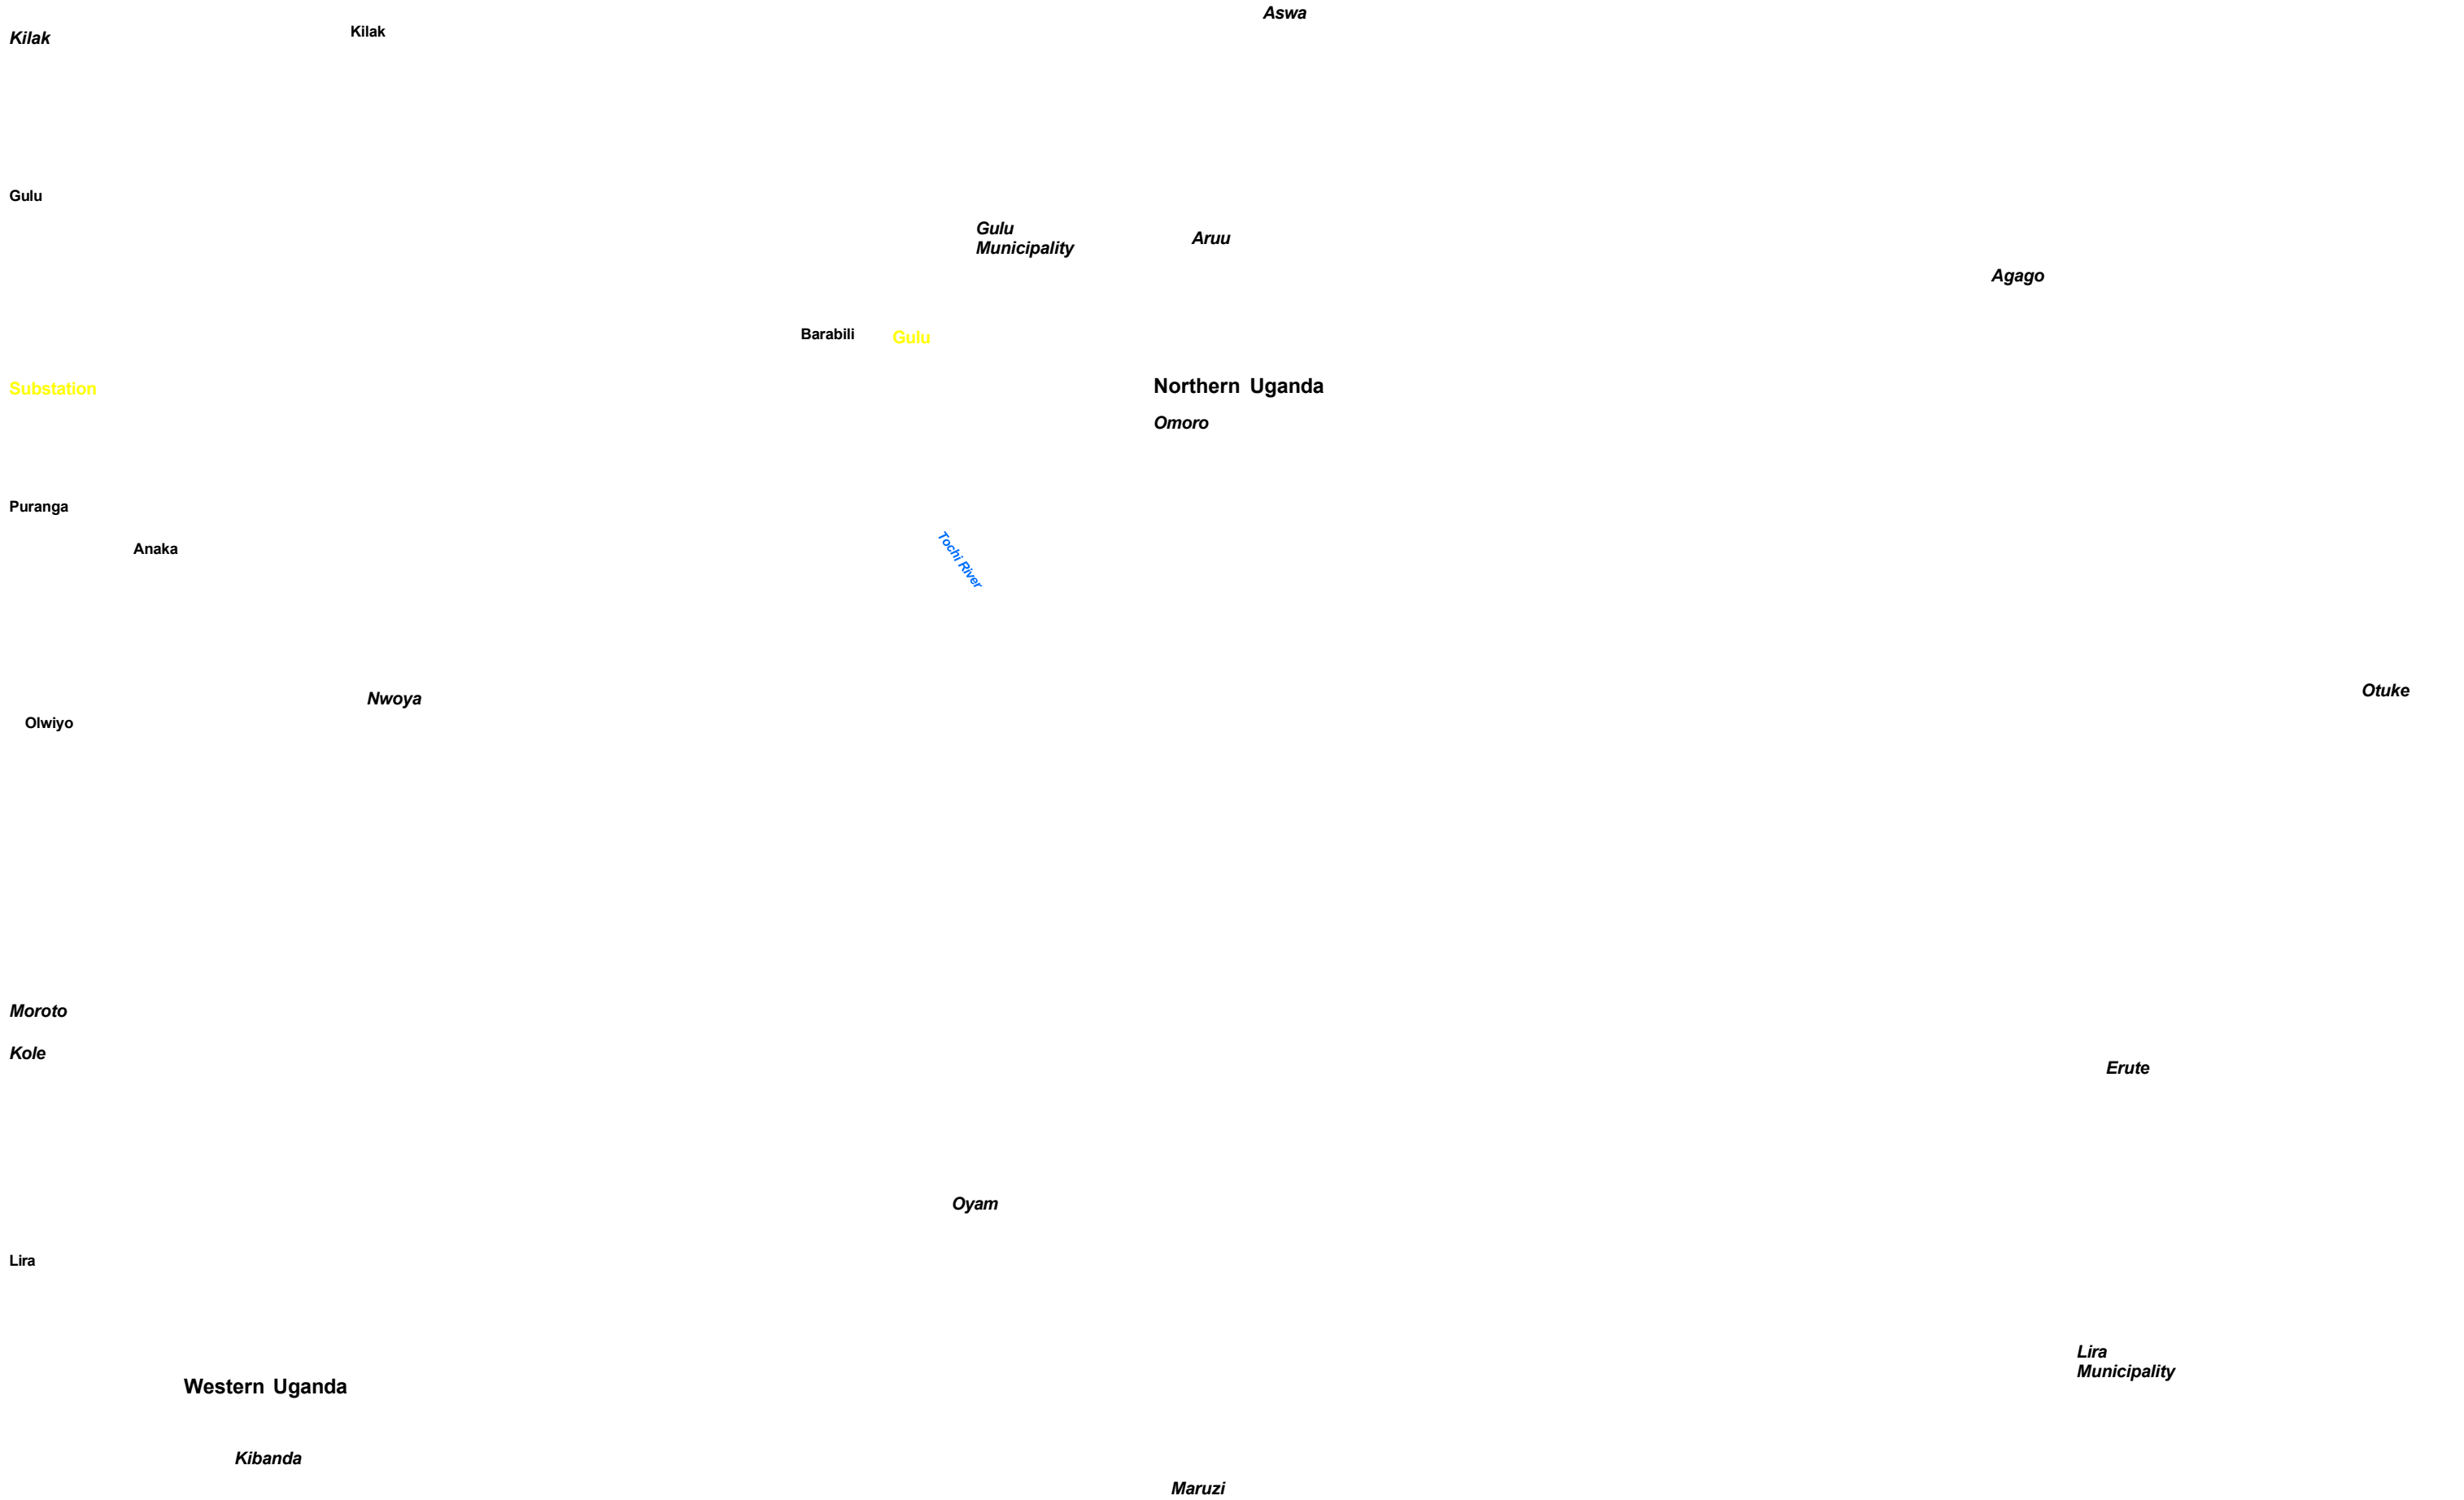 Aswa
Kilak
Kilak
Gulu
Gulu
Municipality
Aruu
Agago
Barabili
Gulu
Substation
Northern Uganda
Omoro
Puranga
Anaka
Tochi River
Nwoya
Otuke
Olwiyo
Moroto
Kole
Erute
Oyam
Lira
Lira
Municipality
Western Uganda
Kibanda
Maruzi